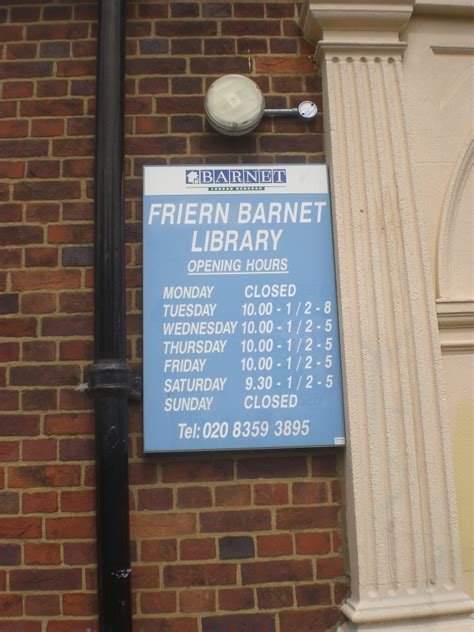 BARNET
LONDON BOROUGH
FRIERN BARNET
LIBRARY
OPENING HOURS
MONDAY CLOSED
TUESDAY 10.00 - 1 / 2 - 8
WEDNESDAY 10.00 - 1 / 2 - 5
THURSDAY 10.00 - 1 / 2 - 5
FRIDAY 10.00 - 1 / 2 - 5
SATURDAY 9.30 - 1 / 2 - 5
SUNDAY CLOSED
Tel: 020 8359 3895